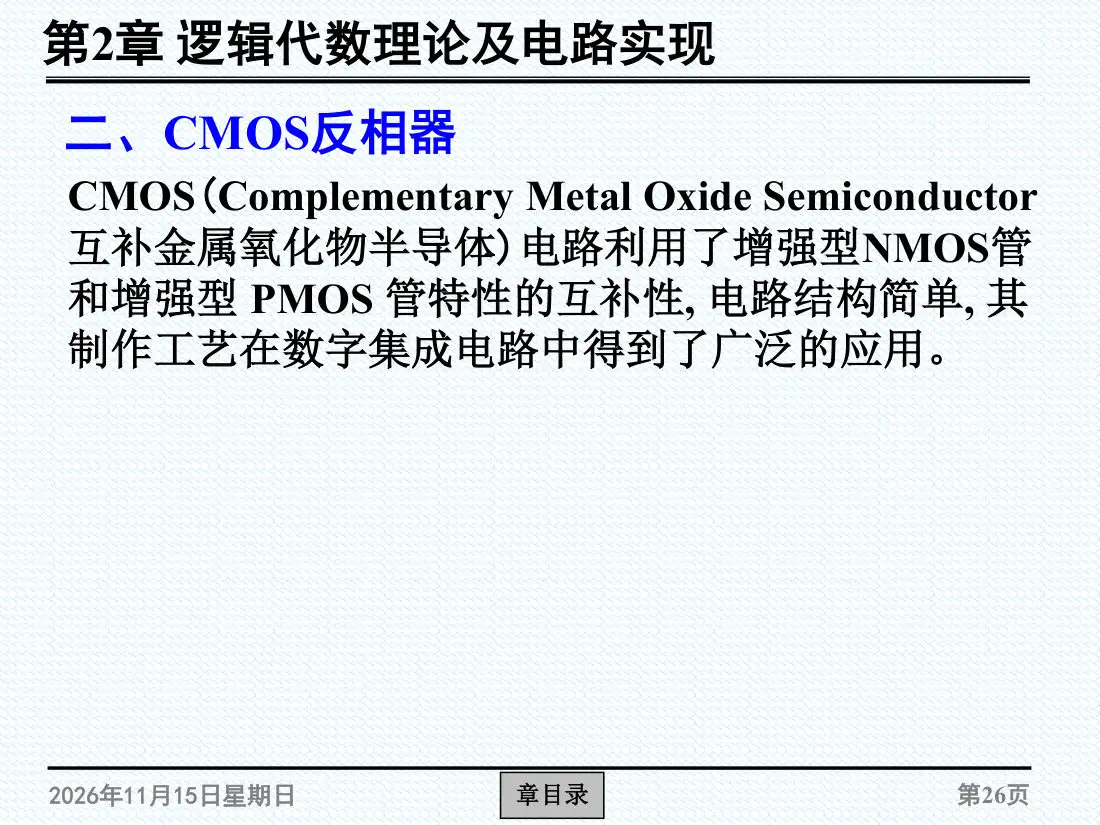 第2章 逻辑代数理论及电路实现
二、CMOS反相器
CMOS(Complementary Metal Oxide Semiconductor
互补金属氧化物半导体) 电路利用了增强型NMOS管
和增强型 PMOS 管特性的互补性, 电路结构简单, 其
制作工艺在数字集成电路中得到了广泛的应用。
2026年11月15日星期日
章目录
第26页